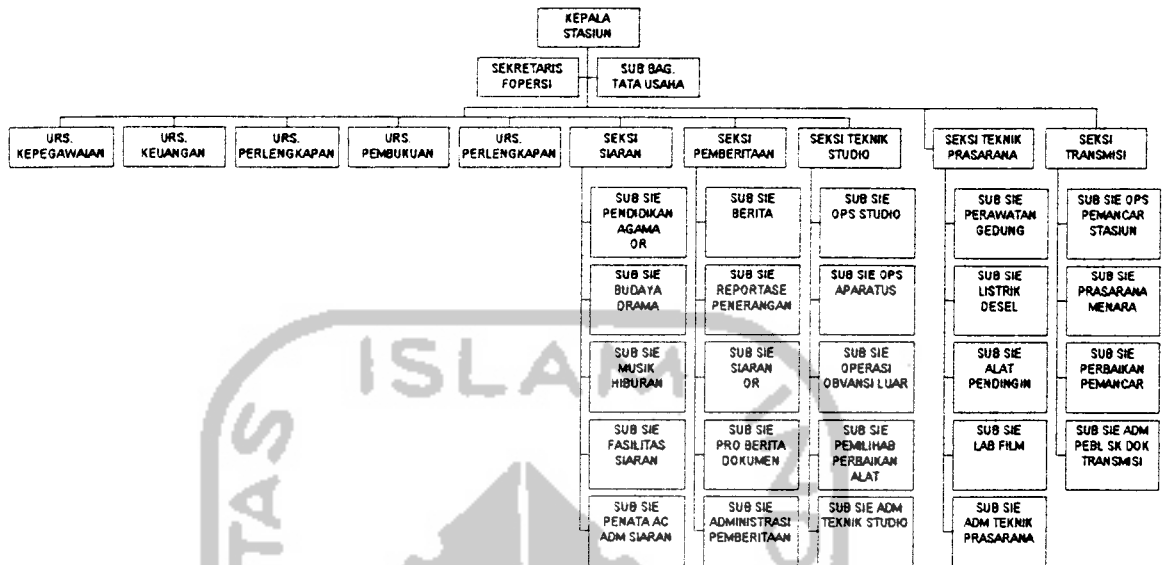 KEPALA
STASIUN
SEKRETARIS
FOPERSI
SUB BAG.
TATA USAHA
URS.
KEPEGAWAIAN
URS.
KEUANGAN
URS.
PERLENGKAPAN
URS.
PEMBUKUAN
URS.
PERLENGKAPAN
SEKSI
SIARAN
SEKSI
PEMBERITAAN
SEKSI TEKNIK
STUDIO
SEKSI TEKNIK
PRASARANA
SEKSI
TRANSMISI
SUB SIE
PENDIDIKAN
AGAMA
OR
SUB SIE
BUDAYA
DRAMA
SUB SIE
MUSIK
HIBURAN
SUB SIE
FASILITAS
SIARAN
SUB SIE
PENATA AC
ADM SIARAN
SUB SIE
BERITA
SUB SIE
REPORTASE
PENERANGAN
SUB SIE
SIARAN
OR
SUB SIE
PRO BERITA
DOKUMEN
SUB SIE
ADMINISTRASI
PEMBERITAAN
SUB SIE
OPS STUDIO
SUB SIE OPS
APARATUS
SUB SIE
OPERASI
OBVANSI LUAR
SUB SIE
PEMILIHAB
PERBAIKAN
ALAT
SUB SIE ADM
TEKNIK STUDIO
SUB SIE
PERAWATAN
GEDUNG
SUB SIE
LISTRIK
DESEL
SUB SIE
ALAT
PENDINGIN
SUB SIE
LAB FILM
SUB SIE
ADM TEKNIK
PRASARANA
SUB SIE OPS
PEMANCAR
STASIUN
SUB SIE
PRASARANA
MENARA
SUB SIE
PERBAIKAN
PEMANCAR
SUB SIE ADM
PEBL SK DOK
TRANSMISI
ISLAM
TAS